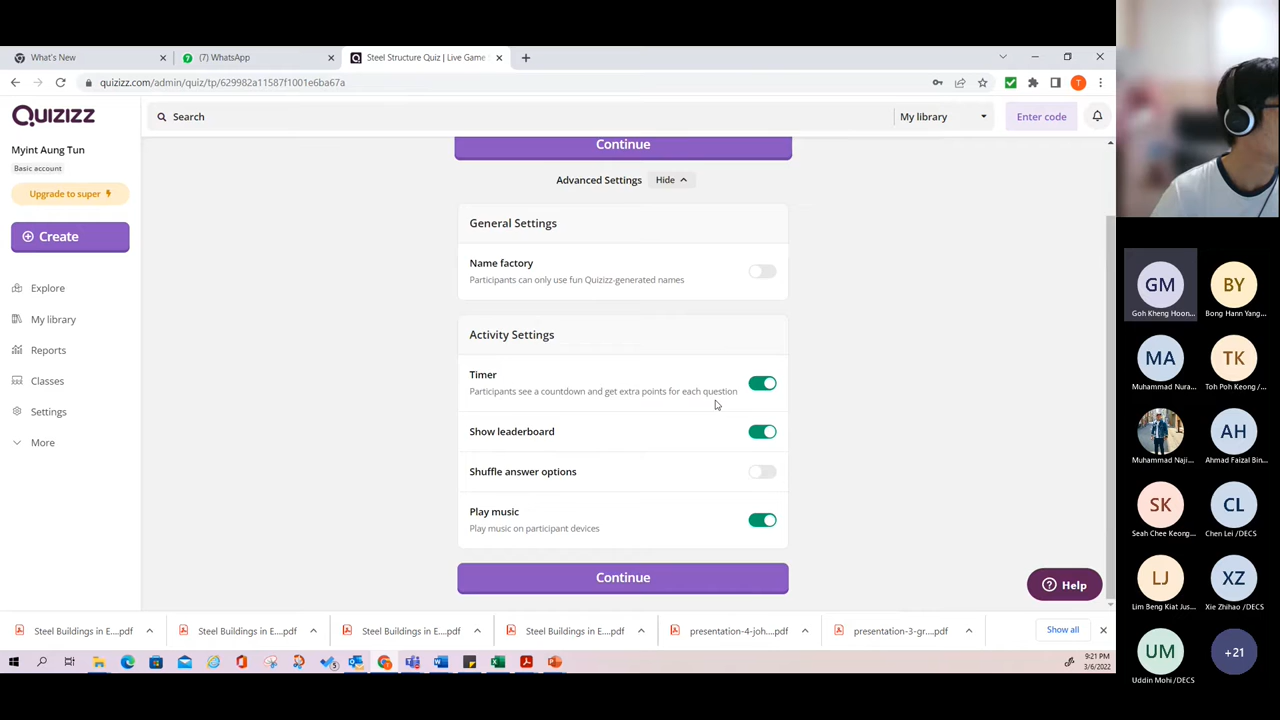 What's New
(7) WhatsApp
Steel Structure Quiz | Live Game
quizizz.com/admin/quiz/tp/629982a11587f1001e6ba67a
QUIZIZZ
Search
My library
Enter code
Myint Aung Tun
Basic account
Upgrade to super
Create
Explore
My library
Reports
Classes
Settings
More
Continue
Advanced Settings Hide
General Settings
Name factory
Participants can only use fun Quizizz-generated names
Activity Settings
Timer
Participants see a countdown and get extra points for each question
Show leaderboard
Shuffle answer options
Play music
Play music on participant devices
Continue
Help
Steel Buildings in E....pdf
Steel Buildings in E....pdf
Steel Buildings in E....pdf
Steel Buildings in E....pdf
presentation-4-joh....pdf
presentation-3-gr....pdf
Show all
9:21 PM
3/6/2022
GM
Goh Kheng Hoon...
BY
Bong Hann Yang...
MA
Muhammad Nura...
TK
Toh Poh Keong /...
Muhammad Naji...
AH
Ahmad Faizal Bin...
SK
Seah Chee Keong...
CL
Chen Lei /DECS
LJ
Lim Beng Kiat Jus...
XZ
Xie Zhihao /DECS
UM
Uddin Mohi /DECS
+21